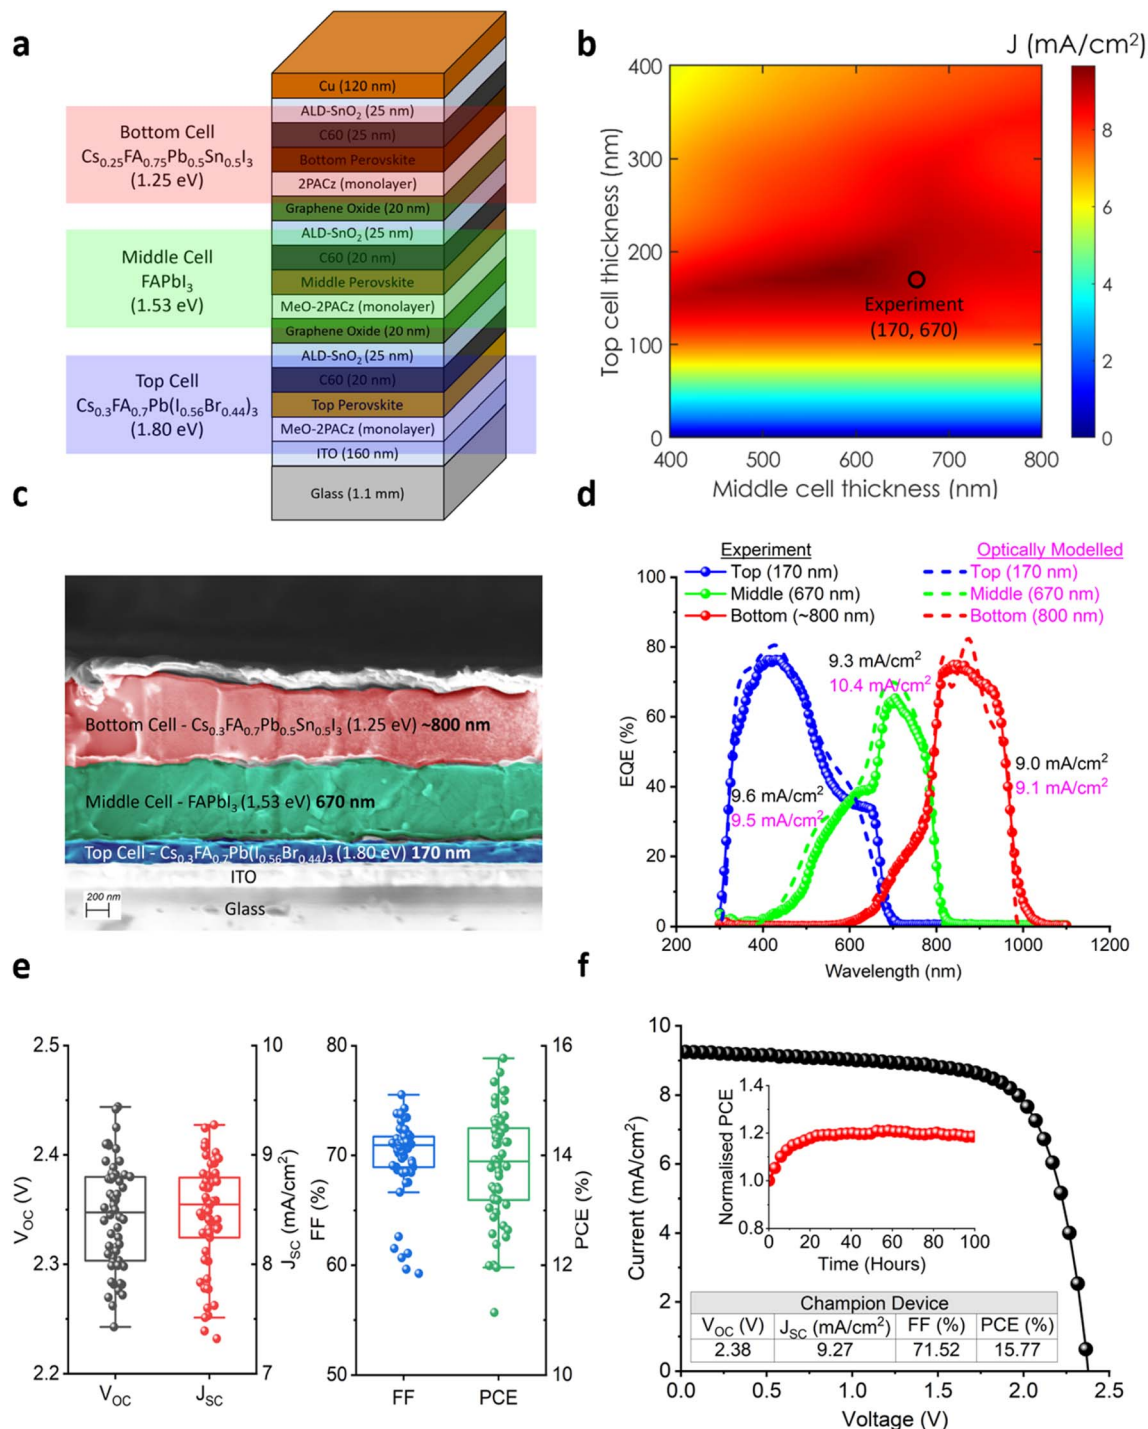 a
Cu (120 nm)
ALD-SnO₂ (25 nm)
C60 (25 nm)
Bottom Perovskite
2PACz (monolayer)
Graphene Oxide (20 nm)
ALD-SnO₂ (25 nm)
C60 (20 nm)
Middle Perovskite
MeO-2PACz (monolayer)
Graphene Oxide (20 nm)
ALD-SnO₂ (25 nm)
C60 (20 nm)
Top Perovskite
MeO-2PACz (monolayer)
ITO (160 nm)
Glass (1.1 mm)
Bottom Cell
Cs₀.₂₅FA₀.₇₅Pb₀.₅Sn₀.₅I₃
(1.25 eV)
Middle Cell
FAPbI₃
(1.53 eV)
Top Cell
Cs₀.₃FA₀.₇Pb(I₀.₅₆Br₀.₄₄)₃
(1.80 eV)
b
J (mA/cm²)
400
300
200
100
0
Top cell thickness (nm)
Experiment
(170, 670)
400 500 600 700 800
Middle cell thickness (nm)
8
6
4
2
0
c
Bottom Cell - Cs₀.₃FA₀.₇Pb₀.₅Sn₀.₅I₃ (1.25 eV) ~800 nm
Middle Cell - FAPbI₃ (1.53 eV) 670 nm
Top Cell - Cs₀.₃FA₀.₇Pb(I₀.₅₆Br₀.₄₄)₃ (1.80 eV) 170 nm
ITO
Glass
200 nm
d
Experiment
Top (170 nm)
Middle (670 nm)
Bottom (~800 nm)
Optically Modelled
Top (170 nm)
Middle (670 nm)
Bottom (800 nm)
100
80
60
40
20
0
EQE (%)
9.3 mA/cm²
10.4 mA/cm²
9.0 mA/cm²
9.1 mA/cm²
9.6 mA/cm²
9.5 mA/cm²
200 400 600 800 1000 1200
Wavelength (nm)
e
2.5
2.4
2.3
2.2
V_OC (V)
10
9
8
7
J_SC (mA/cm²)
V_OC J_SC
80
70
60
50
FF (%)
16
14
12
10
PCE (%)
FF PCE
f
10
8
6
4
2
0
Current (mA/cm²)
1.4
1.2
1.0
0.8
Normalised PCE
0 20 40 60 80 100
Time (Hours)
Champion Device
V_OC (V) J_SC (mA/cm²) FF (%) PCE (%)
2.38 9.27 71.52 15.77
0.0 0.5 1.0 1.5 2.0 2.5
Voltage (V)